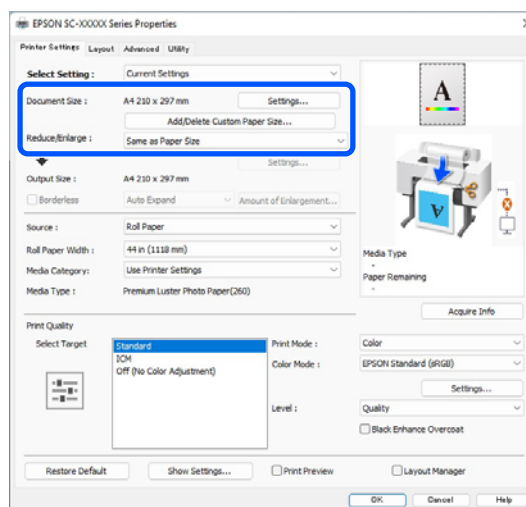 EPSON SC-XXXXX Series Properties
Printer Settings Layout Advanced Utility
Select Setting : Current Settings
Document Size : A4 210 x 297 mm Settings...
Add/Delete Custom Paper Size...
Reduce/Enlarge : Same as Paper Size
Settings...
Output Size : A4 210 x 297 mm
Borderless Auto Expand Amount of Enlargement...
Source : Roll Paper
Roll Paper Width : 44 in (1118 mm)
Media Category: Use Printer Settings
Media Type : Premium Luster Photo Paper(260)
A
A
Media Type
-
Paper Remaining
-
Acquire Info
Print Quality
Select Target
Standard
ICM
Off (No Color Adjustment)
Print Mode : Color
Color Mode : EPSON Standard (sRGB)
Settings...
Level : Quality
Black Enhance Overcoat
Restore Default Show Settings... Print Preview Layout Manager
OK Cancel Help